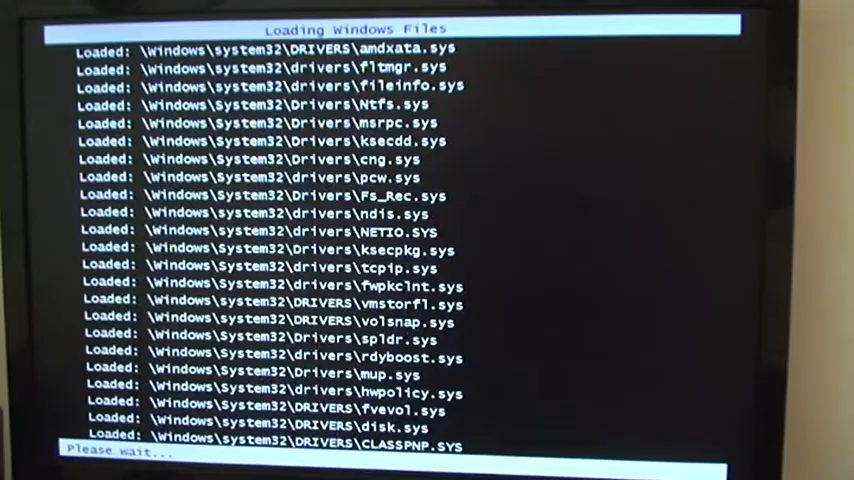 Loading Windows Files
Loaded: \Windows\system32\DRIVERS\amdxata.sys
Loaded: \Windows\system32\drivers\fltmgr.sys
Loaded: \Windows\system32\drivers\fileinfo.sys
Loaded: \Windows\System32\Drivers\Ntfs.sys
Loaded: \Windows\System32\Drivers\msrpc.sys
Loaded: \Windows\System32\Drivers\ksecdd.sys
Loaded: \Windows\System32\Drivers\cng.sys
Loaded: \Windows\System32\drivers\pcw.sys
Loaded: \Windows\System32\Drivers\Fs_Rec.sys
Loaded: \Windows\system32\drivers\ndis.sys
Loaded: \Windows\system32\drivers\NETIO.SYS
Loaded: \Windows\System32\Drivers\ksecpkg.sys
Loaded: \Windows\System32\drivers\tcpip.sys
Loaded: \Windows\System32\drivers\fwpkclnt.sys
Loaded: \Windows\system32\DRIVERS\vmstorfl.sys
Loaded: \Windows\system32\DRIVERS\volsnap.sys
Loaded: \Windows\System32\Drivers\spldr.sys
Loaded: \Windows\System32\drivers\rdyboost.sys
Loaded: \Windows\System32\Drivers\mup.sys
Loaded: \Windows\System32\drivers\hwpolicy.sys
Loaded: \Windows\System32\DRIVERS\fvevol.sys
Loaded: \Windows\system32\DRIVERS\disk.sys
Loaded: \Windows\system32\DRIVERS\CLASSPNP.SYS
Please wait...